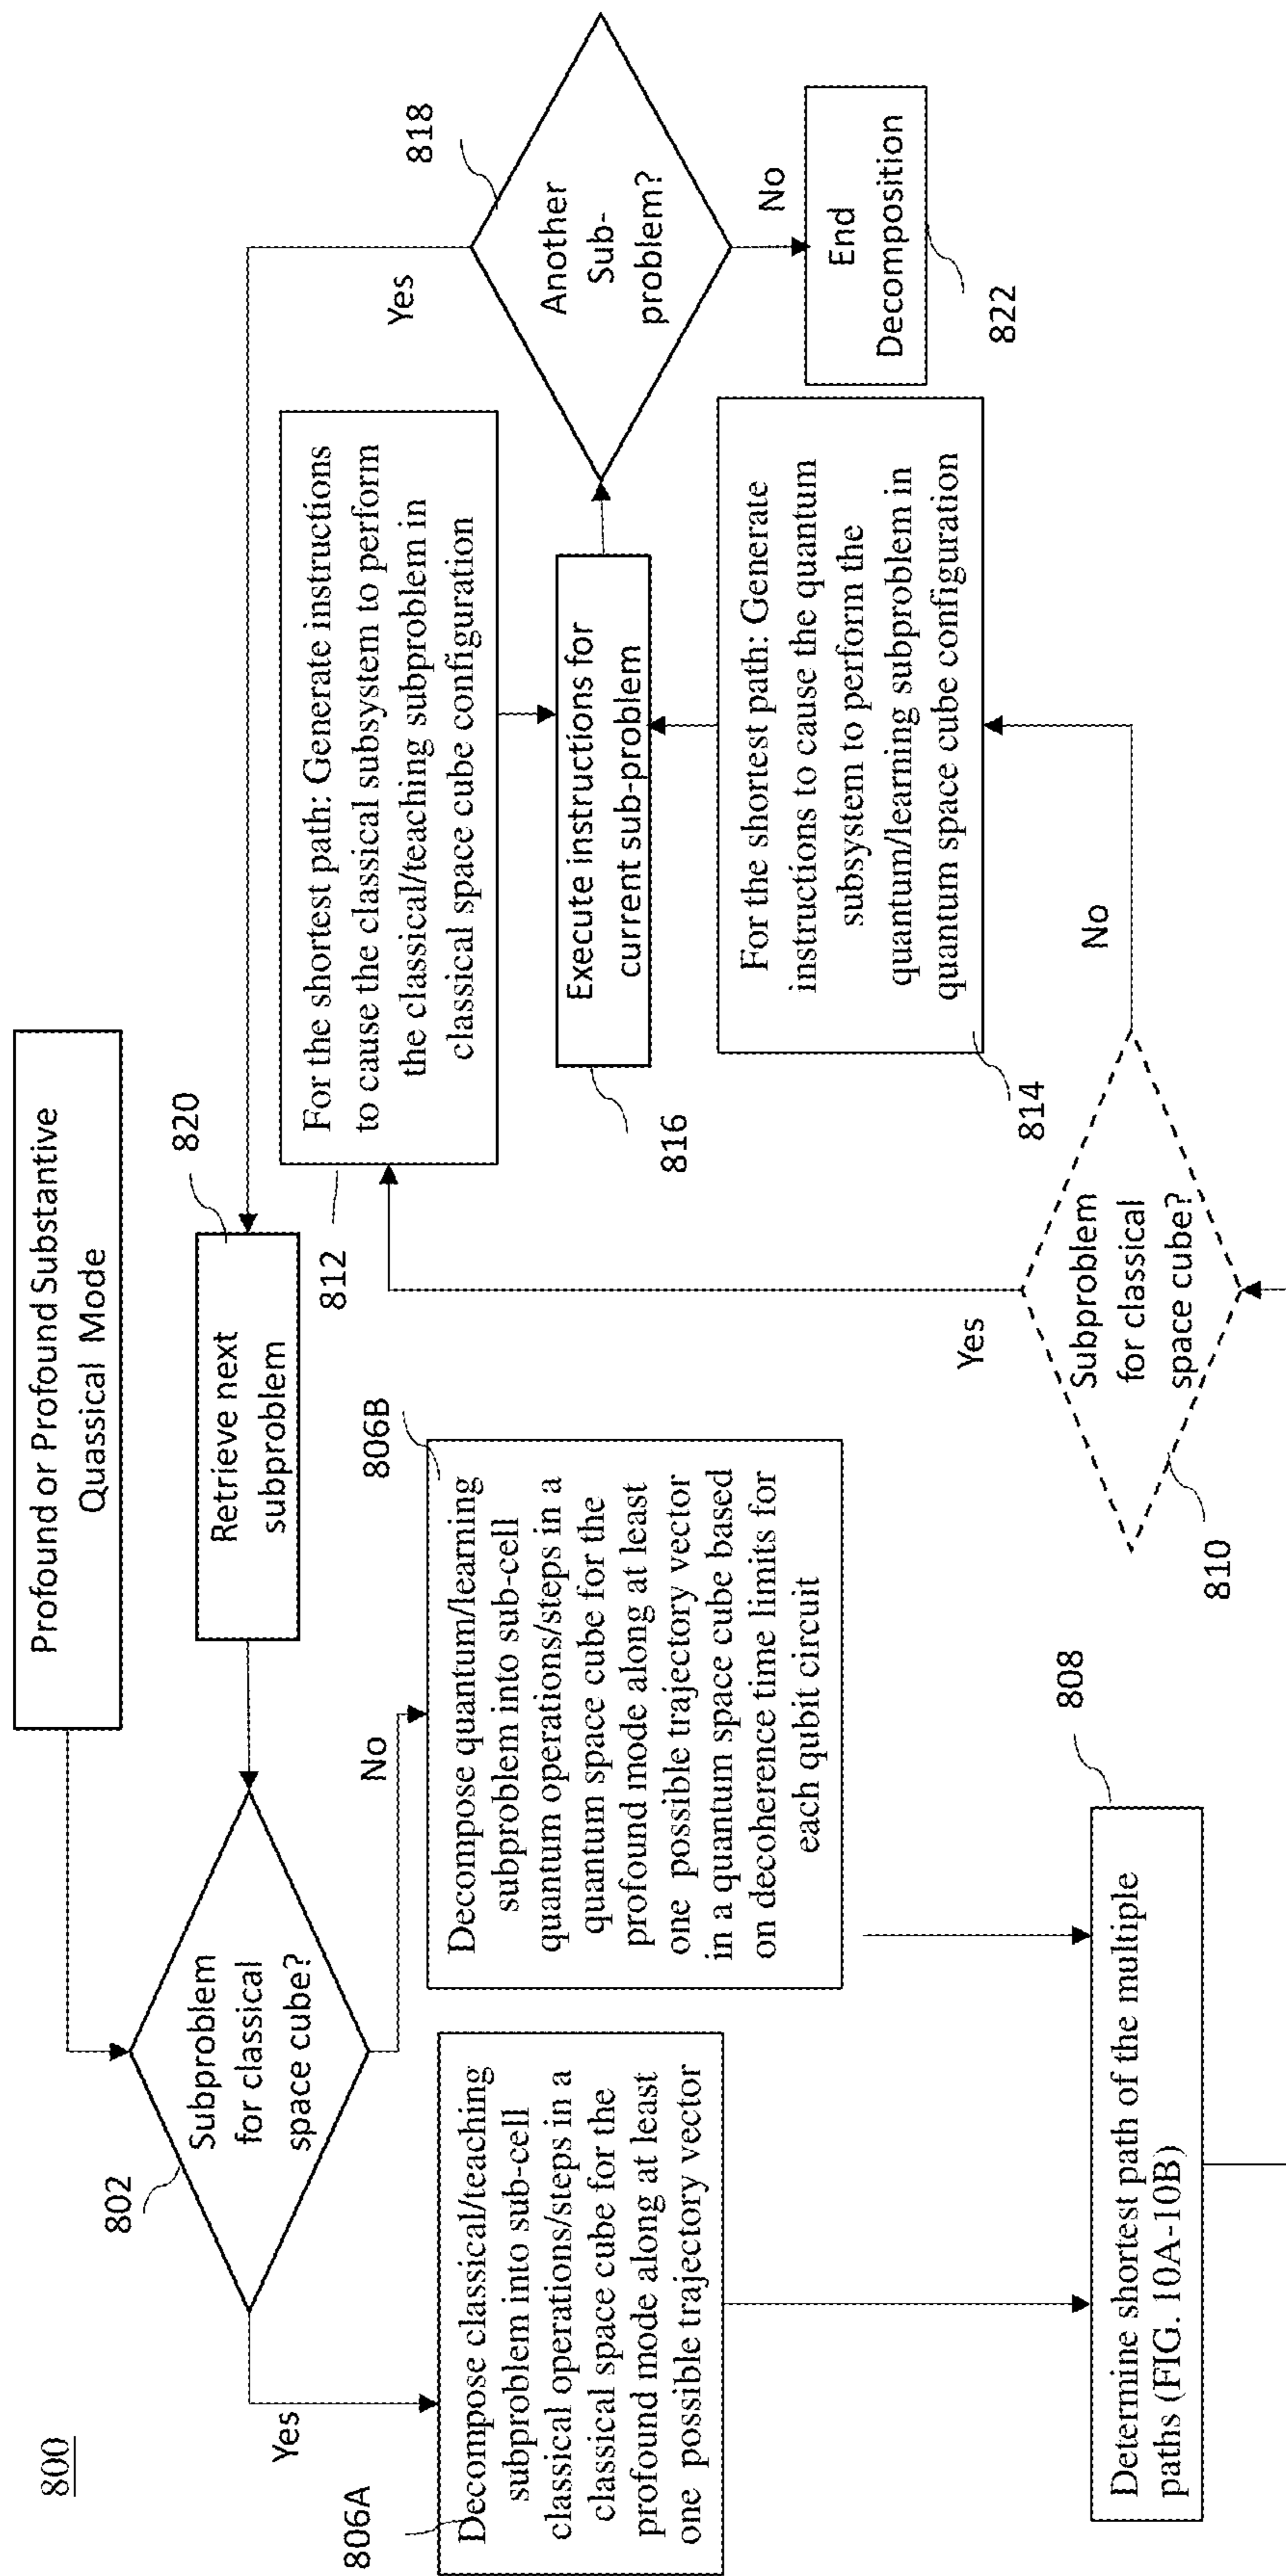 800
Profound or Profound Substantive
Quassical Mode
802
Subproblem
for classical
space cube?
Yes
No
806A
Decompose classical/teaching
subproblem into sub-cell
classical operations/steps in a
classical space cube for the
profound mode along at least
one possible trajectory vector
806B
Decompose quantum/learning
subproblem into sub-cell
quantum operations/steps in a
quantum space cube for the
profound mode along at least
one possible trajectory vector
in a quantum space cube based
on decoherence time limits for
each qubit circuit
808
Determine shortest path of the multiple
paths (FIG. 10A-10B)
810
Subproblem
for classical
space cube?
Yes
No
812
For the shortest path: Generate instructions
to cause the classical subsystem to perform
the classical/teaching subproblem in
classical space cube configuration
814
For the shortest path: Generate
instructions to cause the quantum
subsystem to perform the
quantum/learning subproblem in
quantum space cube configuration
816
Execute instructions for
current sub-problem
818
Another
Sub-
problem?
Yes
No
820
Retrieve next
subproblem
End
Decomposition
822